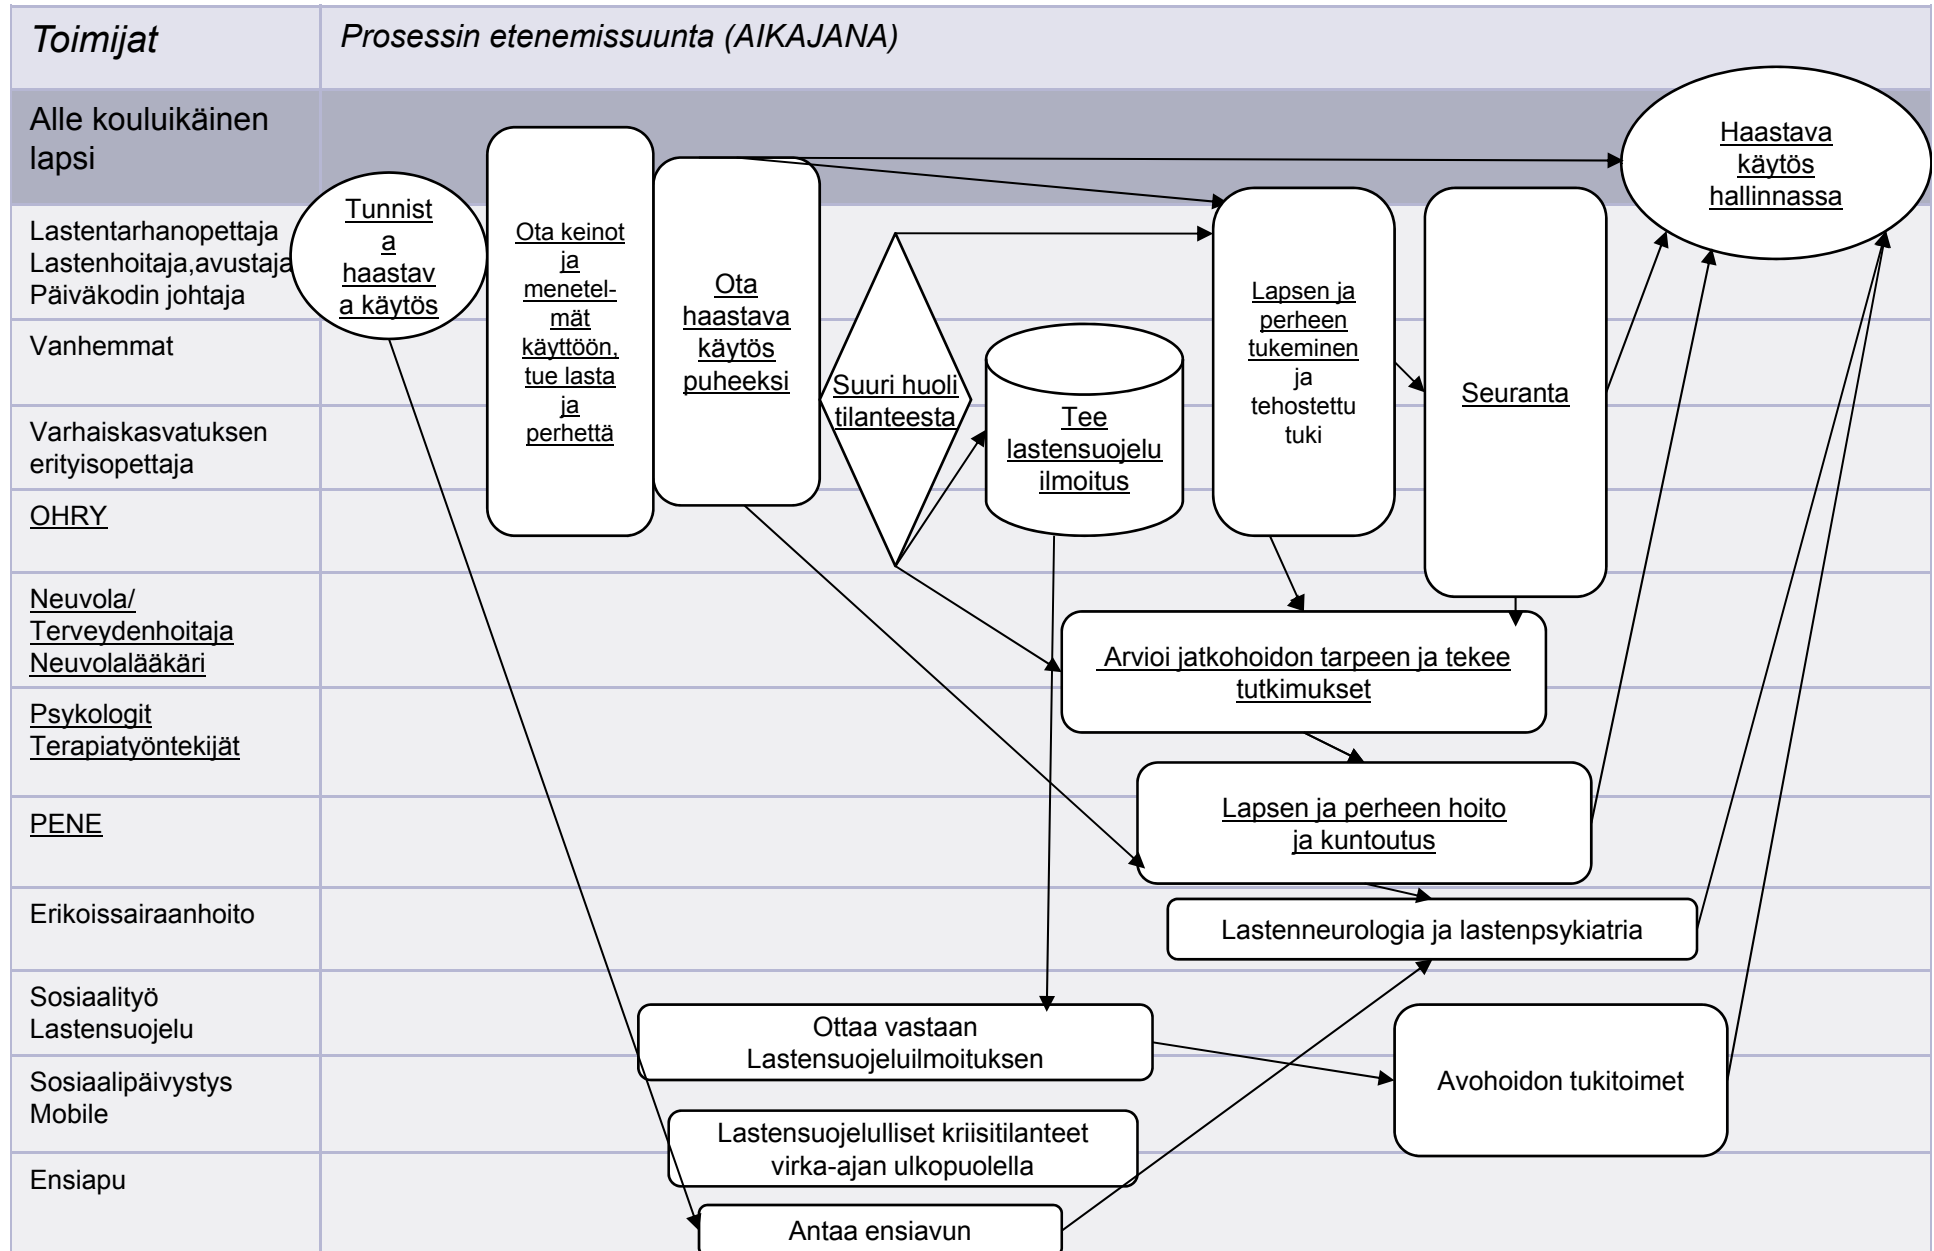 Toimijat
Prosessin etenemissuunta (AIKAJANA)
Alle kouluikäinen
lapsi
Lastentarhanopettaja
Lastenhoitaja,avustaja
Päiväkodin johtaja
Vanhemmat
Varhaiskasvatuksen
erityisopettaja
OHRY
Neuvola/
Terveydenhoitaja
Neuvolalääkäri
Psykologit
Terapiatyöntekijät
PENE
Erikoissairaanhoito
Sosiaalityö
Lastensuojelu
Sosiaalipäivystys
Mobile
Ensiapu
Tunnist
a
haastav
a käytös
Ota keinot
ja
menetel-
mät
käyttöön,
tue lasta
ja
perhettä
Ota
haastava
käytös
puheeksi
Suuri huoli
tilanteesta
Tee
lastensuojelu
ilmoitus
Lapsen ja
perheen
tukeminen
ja
tehostettu
tuki
Seuranta
Haastava
käytös
hallinnassa
Arvioi jatkohoidon tarpeen ja tekee
tutkimukset
Lapsen ja perheen hoito
ja kuntoutus
Lastenneurologia ja lastenpsykiatria
Ottaa vastaan
Lastensuojeluilmoituksen
Avohoidon tukitoimet
Lastensuojelulliset kriisitilanteet
virka-ajan ulkopuolella
Antaa ensiavun